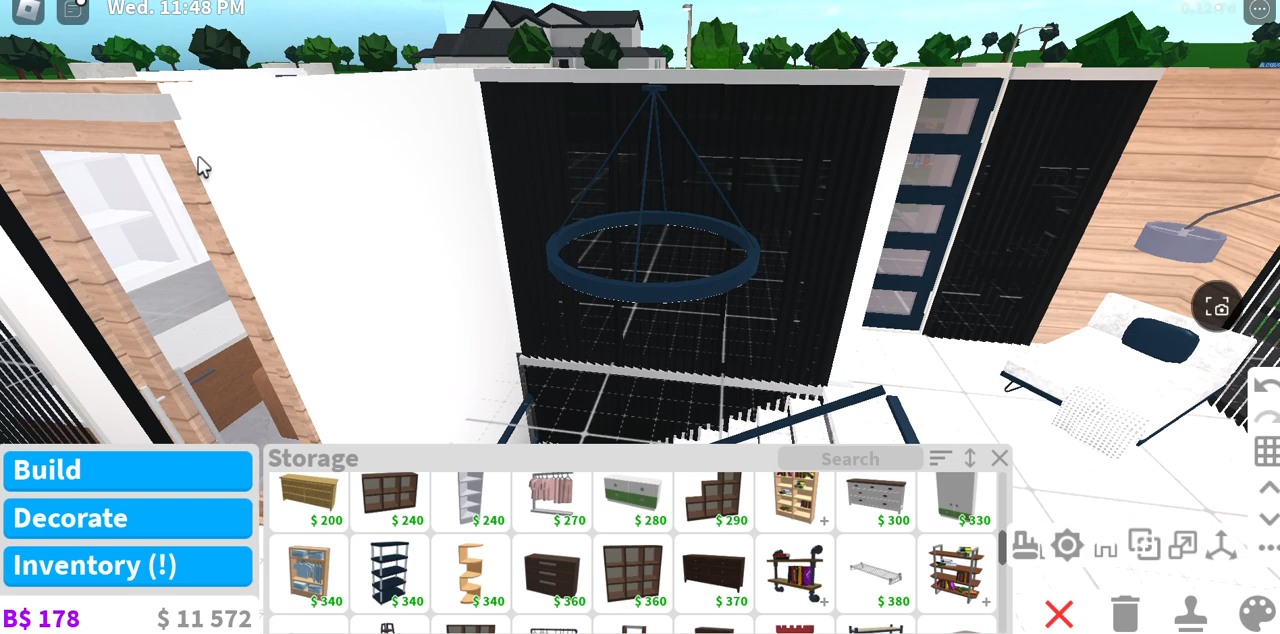 Wed. 11:48 PM
Build
Decorate
Inventory (!)
B$ 178
$ 11 572
Storage
Search
$ 200
$ 240
$ 240
$ 270
$ 280
$ 290
+
$ 300
$ 330
$ 340
$ 340
$ 340
$ 360
$ 360
$ 370
+
$ 380
+